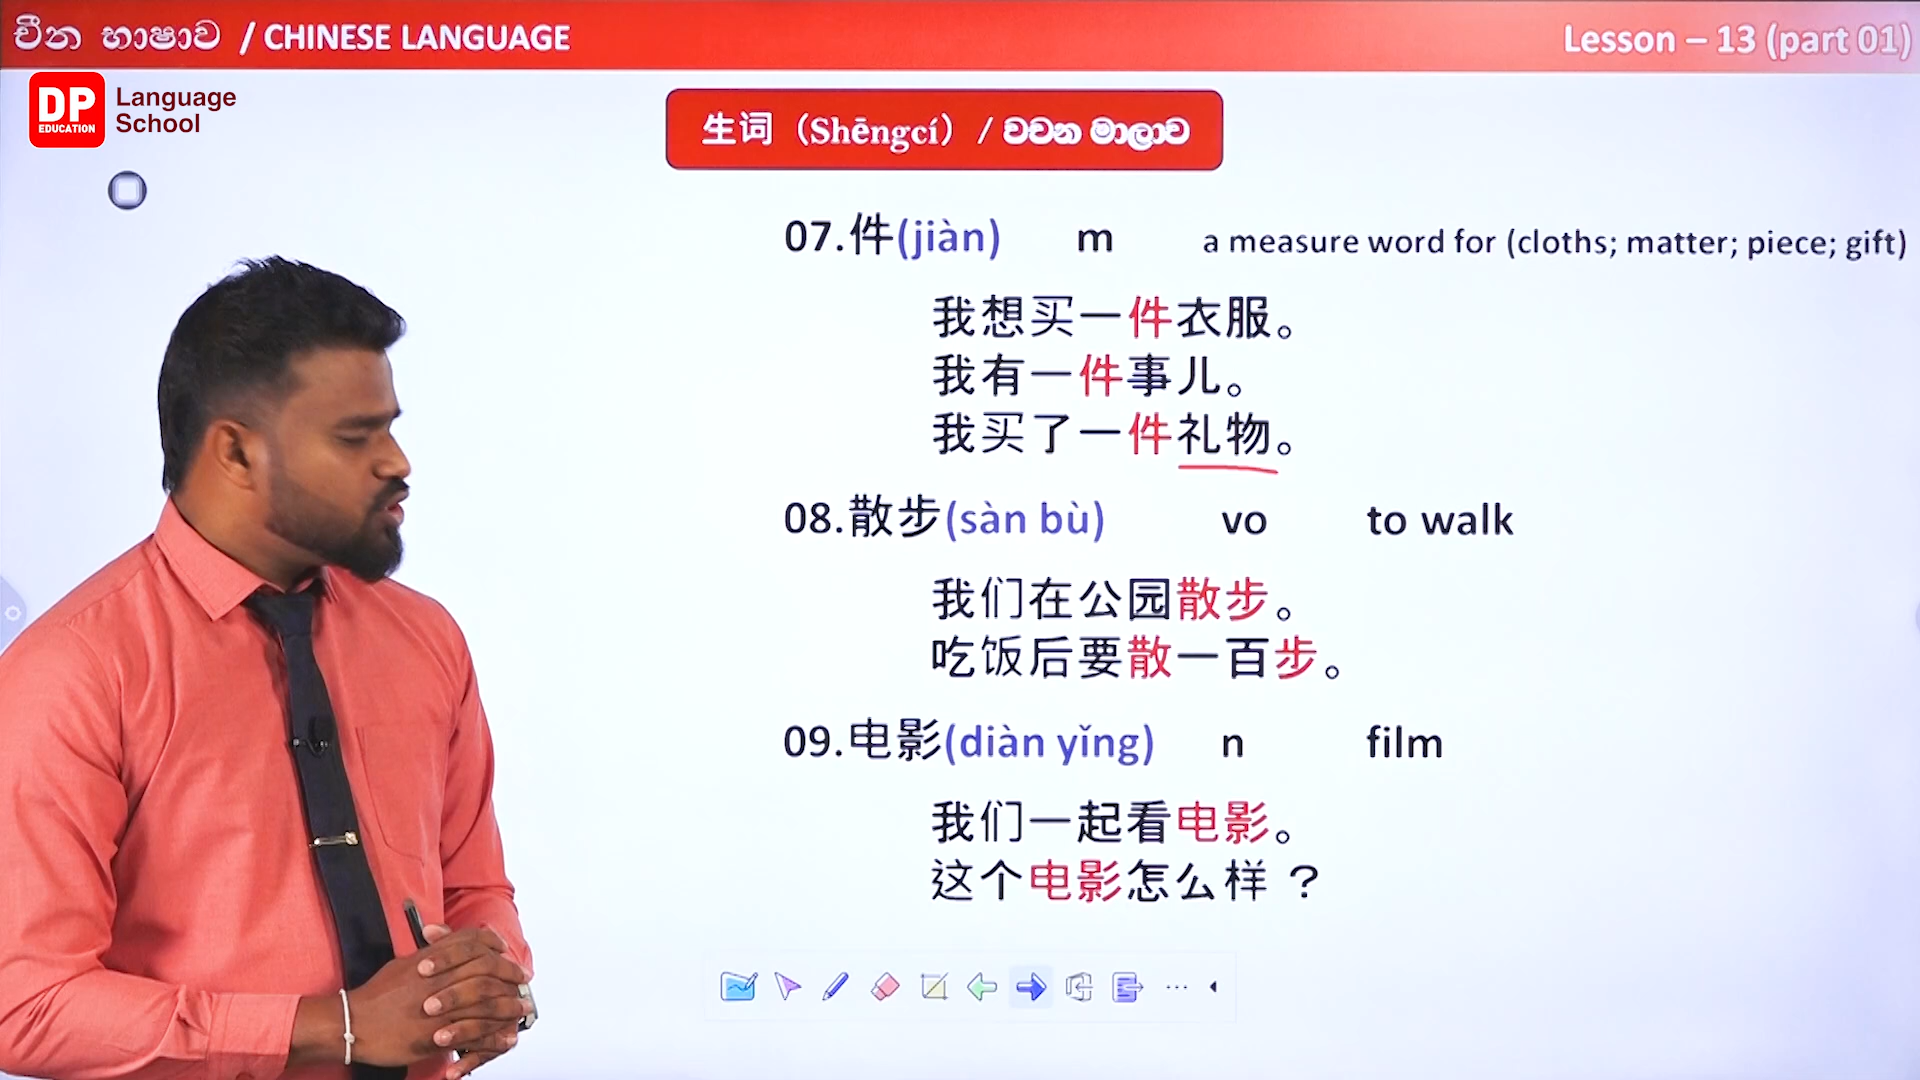 චීන භාෂාව / CHINESE LANGUAGE
Lesson – 13 (part 01)
DP EDUCATION
Language School
生词（Shēngcí）/ වචන මාලාව
07.件(jiàn) m a measure word for (cloths; matter; piece; gift)
我想买一件衣服。
我有一件事儿。
我买了一件礼物。
08.散步(sàn bù) vo to walk
我们在公园散步。
吃饭后要散一百步。
09.电影(diàn yǐng) n film
我们一起看电影。
这个电影怎么样？